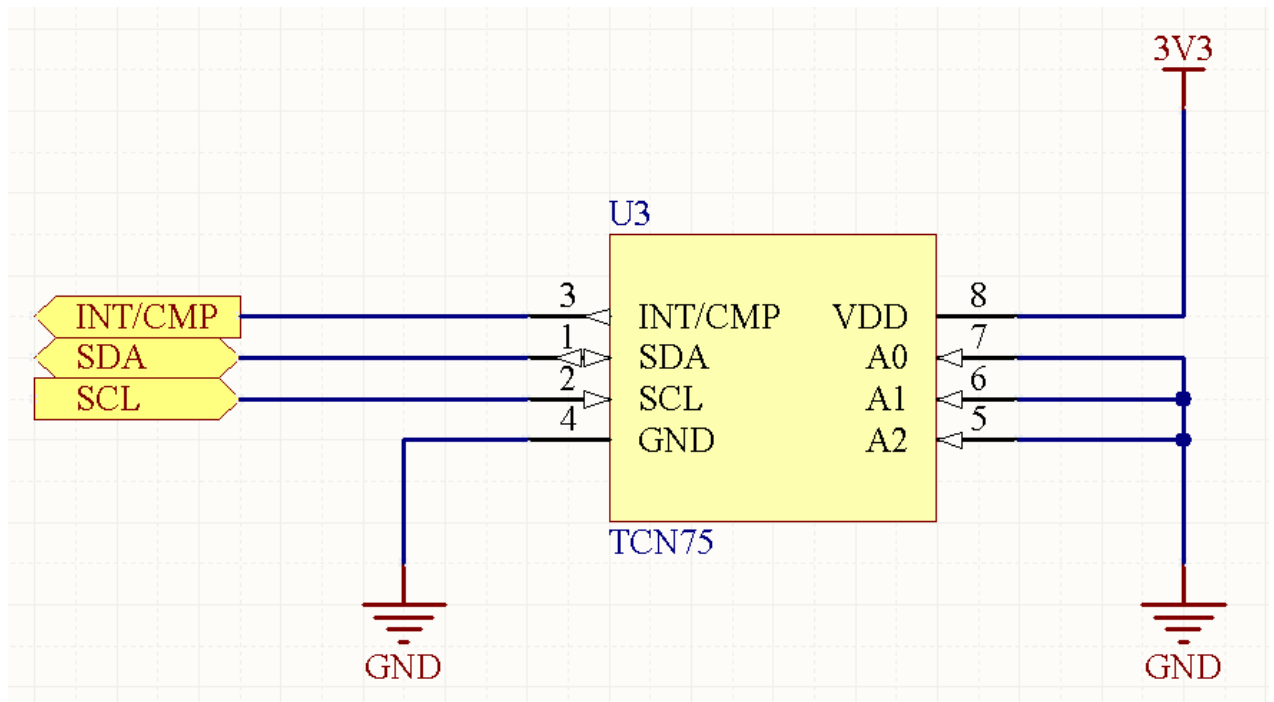 3V3
U3
3
INT/CMP
INT/CMP
VDD
8
1
SDA
SDA
A0
7
2
SCL
SCL
A1
6
4
GND
A2
5
TCN75
GND
GND